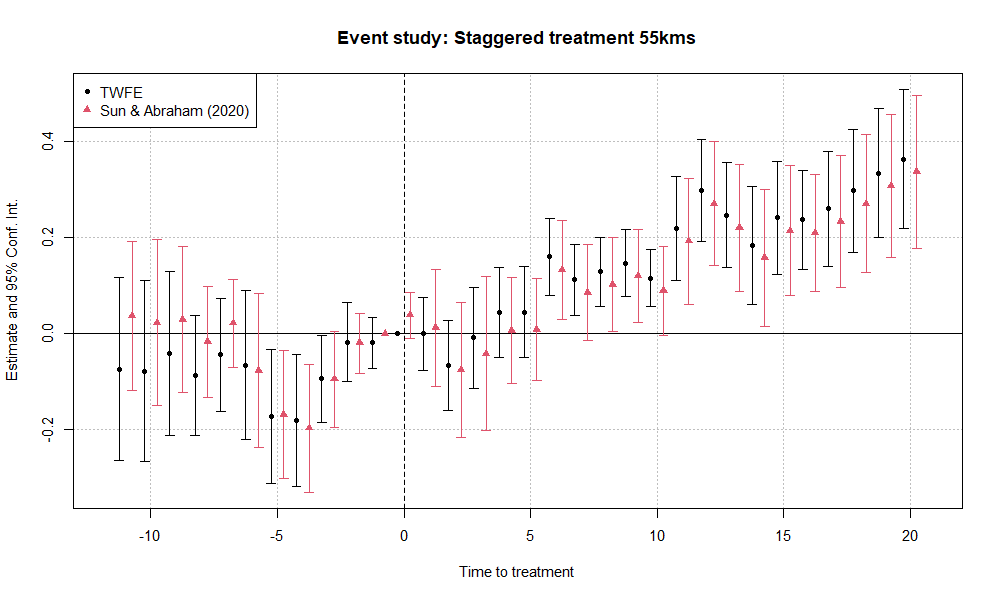 Event study: Staggered treatment 55kms
TWFE
Sun & Abraham (2020)
Estimate and 95% Conf. Int.
0.4
0.2
0.0
-0.2
-10 -5 0 5 10 15 20
Time to treatment